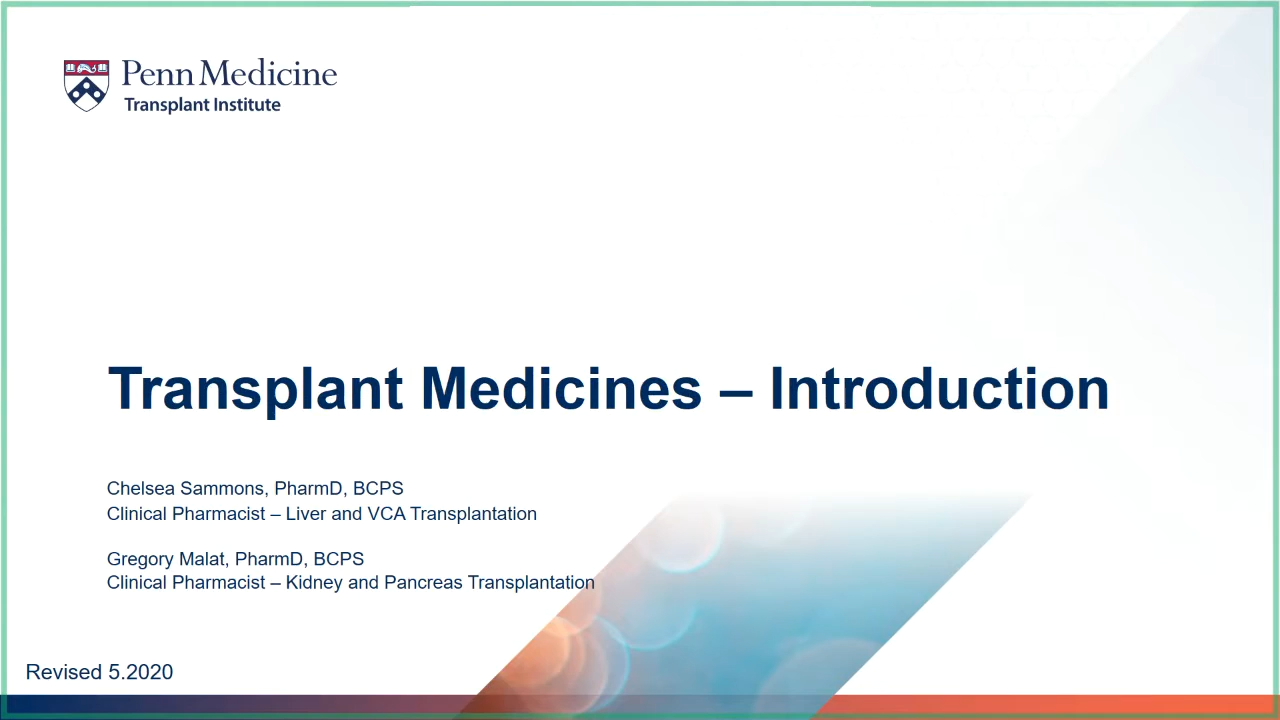 Penn Medicine
Transplant Institute
Transplant Medicines – Introduction
Chelsea Sammons, PharmD, BCPS
Clinical Pharmacist – Liver and VCA Transplantation
Gregory Malat, PharmD, BCPS
Clinical Pharmacist – Kidney and Pancreas Transplantation
Revised 5.2020